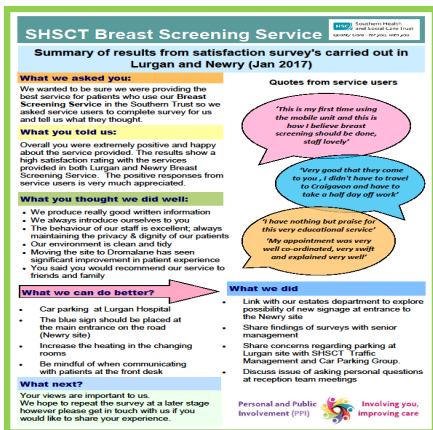 SHSCT Breast Screening Service
HSC Southern Health
and Social Care Trust
Quality Care - for you, with you
Summary of results from satisfaction survey's carried out in
Lurgan and Newry (Jan 2017)
What we asked you:
We wanted to be sure we were providing the
best service for patients who use our Breast
Screening Service in the Southern Trust so we
asked service users to complete survey for us
and tell us what they thought.
What you told us:
Overall you were extremely positive and happy
about the service provided. The results show a
high satisfaction rating with the services
provided in both Lurgan and Newry Breast
Screening Service. The positive responses from
service users is very much appreciated.
What you thought we did well:
• We produce really good written information
• We always introduce ourselves to you
• The behaviour of our staff is excellent; always
maintaining the privacy & dignity of our patients
• Our environment is clean and tidy
• Moving the site to Dromalane has seen
significant improvement in patient experience
• You said you would recommend our service to
friends and family
Quotes from service users
'This is my first time using
the mobile unit and this is
how I believe breast
screening should be done,
staff lovely'
'Very good that they come
to you , I didn't have to travel
to Craigavon and have to
take a half day off work'
'I have nothing but praise for
this very educational service'
'My appointment was very
well co-ordinated, very swift
and explained very well'
What we can do better?
• Car parking at Lurgan Hospital
• The blue sign should be placed at
the main entrance on the road
(Newry site)
• Increase the heating in the changing
rooms
• Be mindful of when communicating
with patients at the front desk
What we did
• Link with our estates department to explore
possibility of new signage at entrance to
the Newry site
• Share findings of surveys with senior
management
• Share concerns regarding parking at
Lurgan site with SHSCT Traffic
Management and Car Parking Group.
• Discuss issue of asking personal questions
at reception team meetings
What next?
Your views are important to us.
We hope to repeat the survey at a later stage
however please get in touch with us if you
would like to share your experience.
Personal and Public
Involvement (PPI)
Involving you,
improving care